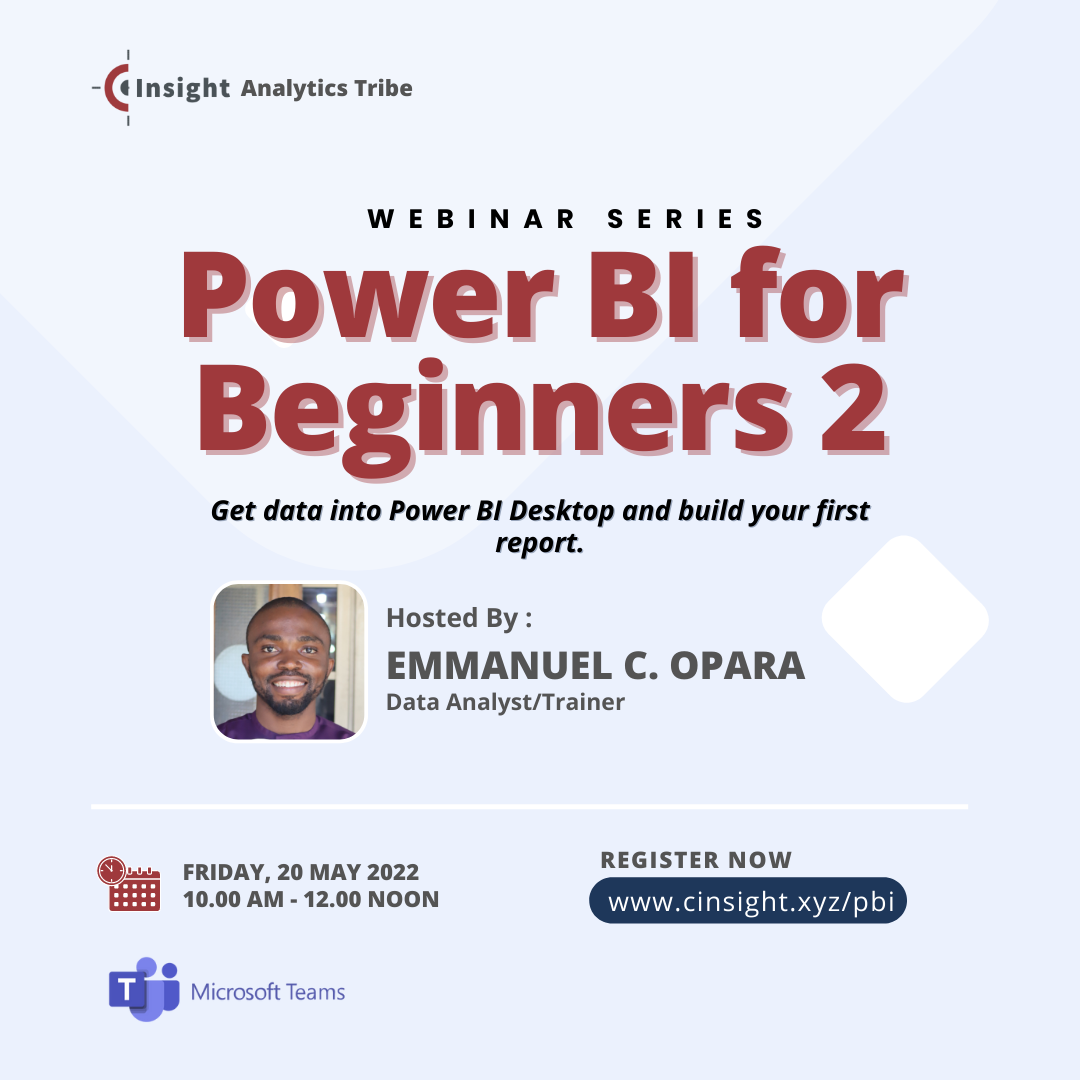 Insight Analytics Tribe
WEBINAR SERIES
Power BI for
Beginners 2
Get data into Power BI Desktop and build your first
report.
Hosted By :
EMMANUEL C. OPARA
Data Analyst/Trainer
FRIDAY, 20 MAY 2022
10.00 AM - 12.00 NOON
REGISTER NOW
www.cinsight.xyz/pbi
T Microsoft Teams